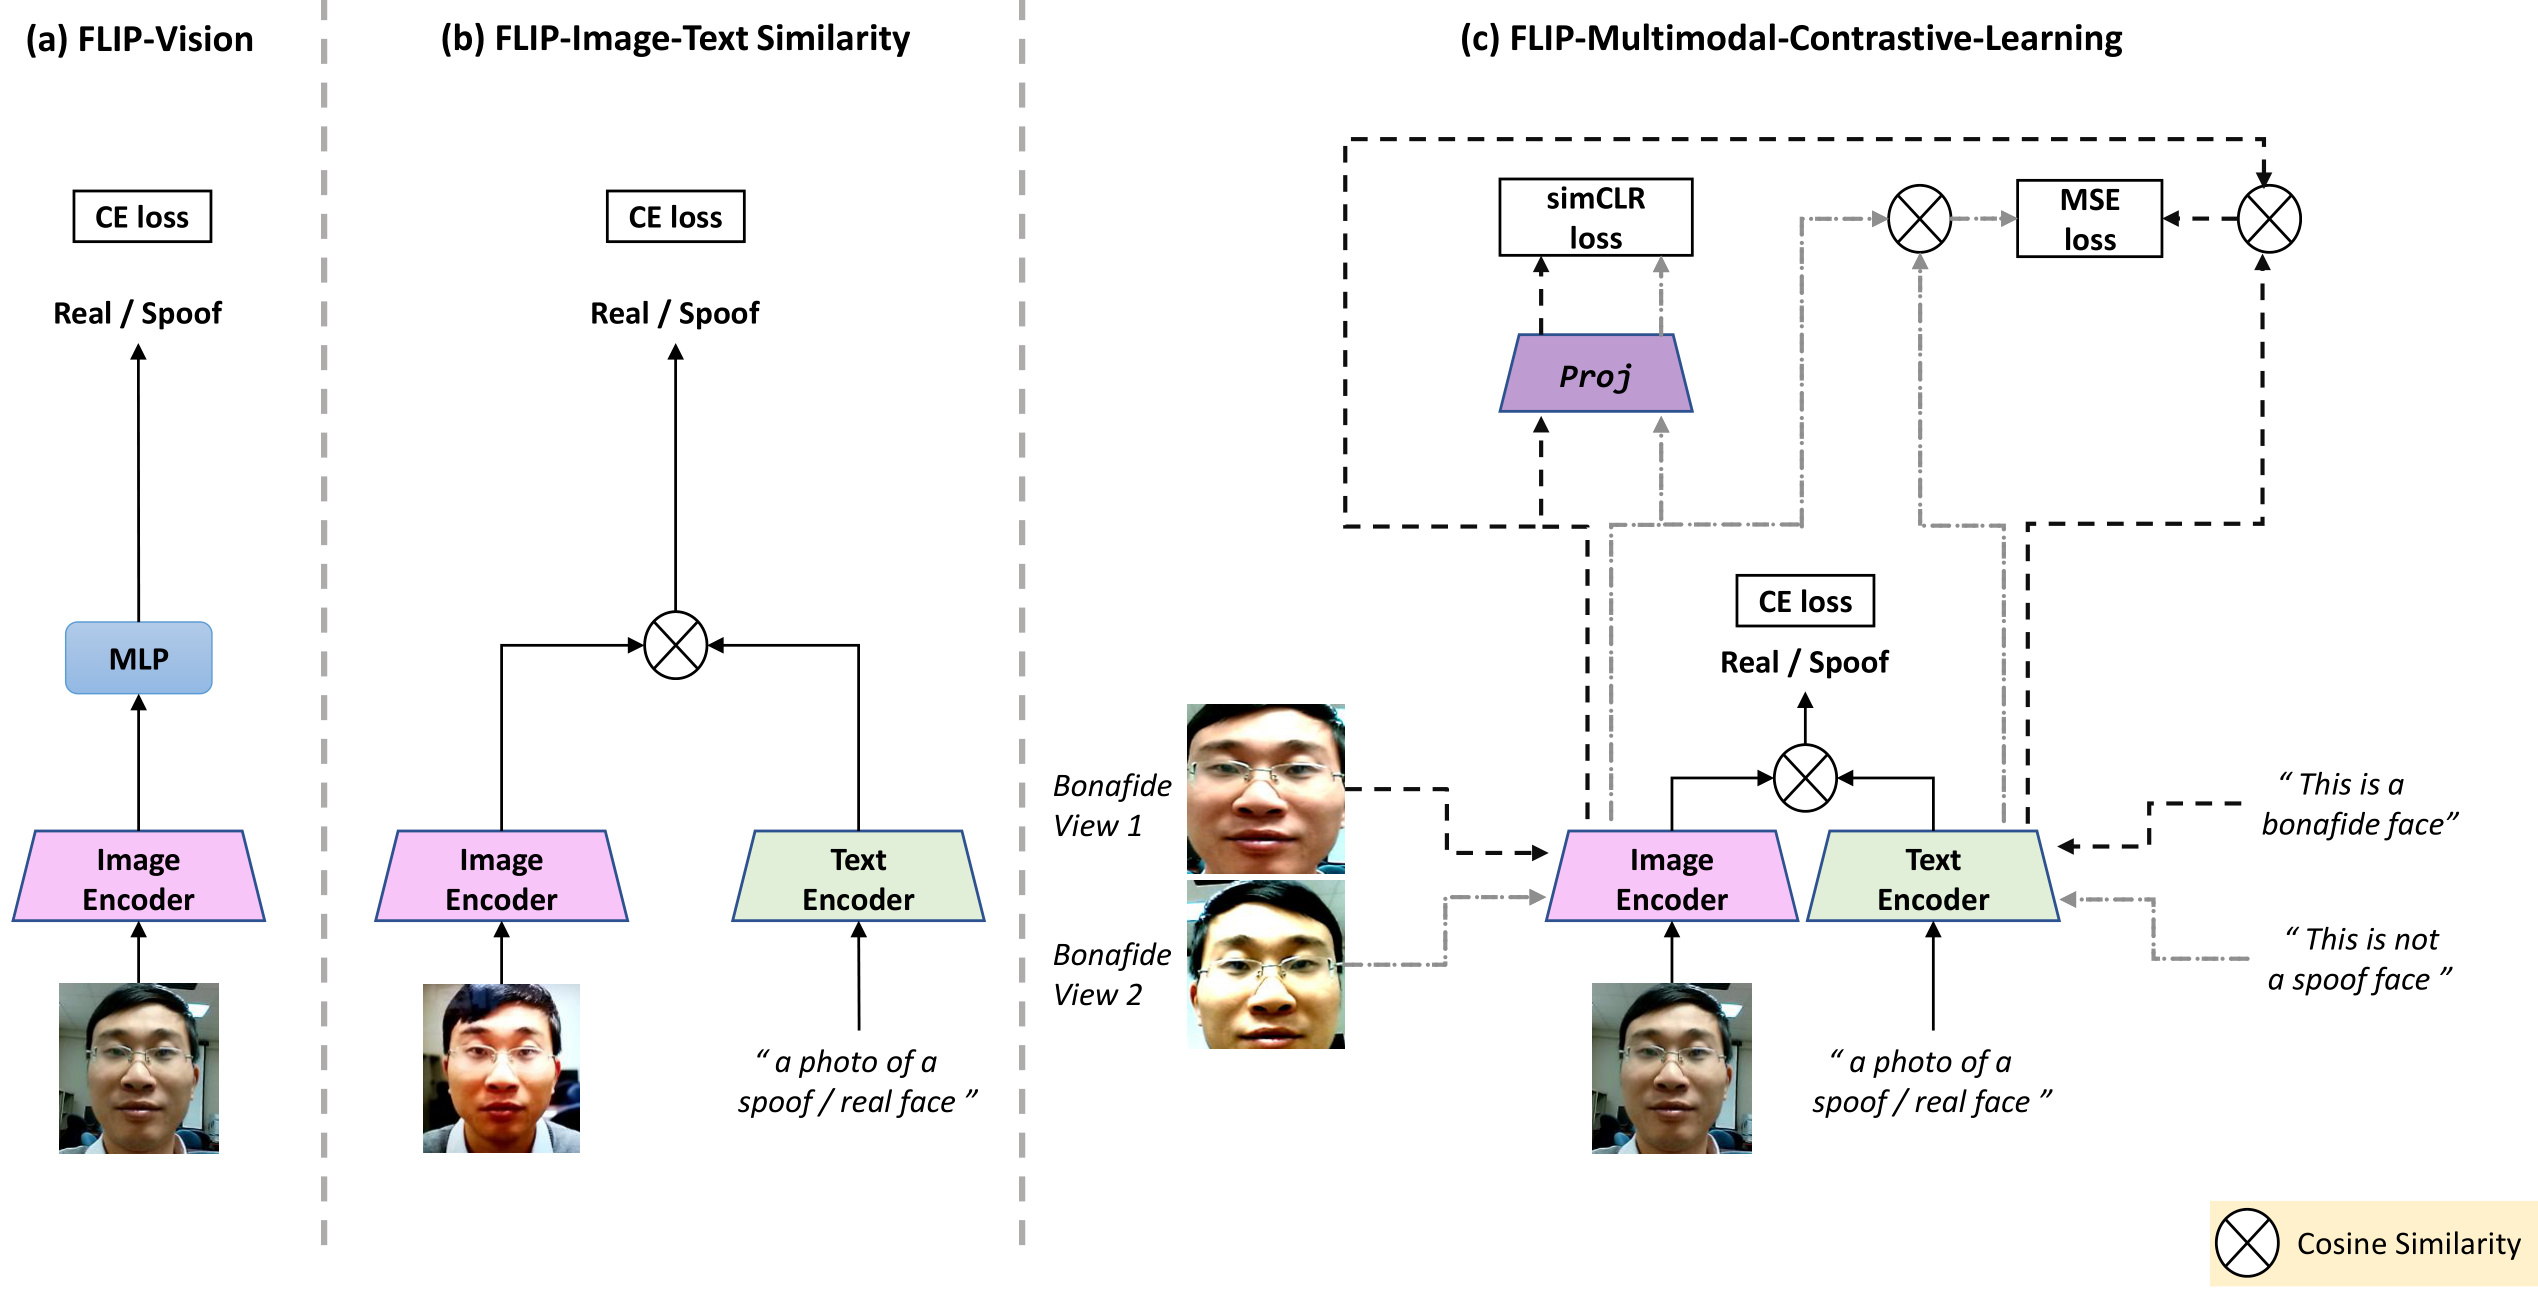 (a) FLIP-Vision
CE loss
Real / Spoof
MLP
Image
Encoder
(b) FLIP-Image-Text Similarity
CE loss
Real / Spoof
Image
Encoder
Text
Encoder
“ a photo of a
spoof / real face ”
(c) FLIP-Multimodal-Contrastive-Learning
simCLR
loss
MSE
loss
Proj
CE loss
Real / Spoof
Bonafide
View 1
Bonafide
View 2
Image
Encoder
Text
Encoder
“ This is a
bonafide face”
“ This is not
a spoof face ”
“ a photo of a
spoof / real face ”
Cosine Similarity